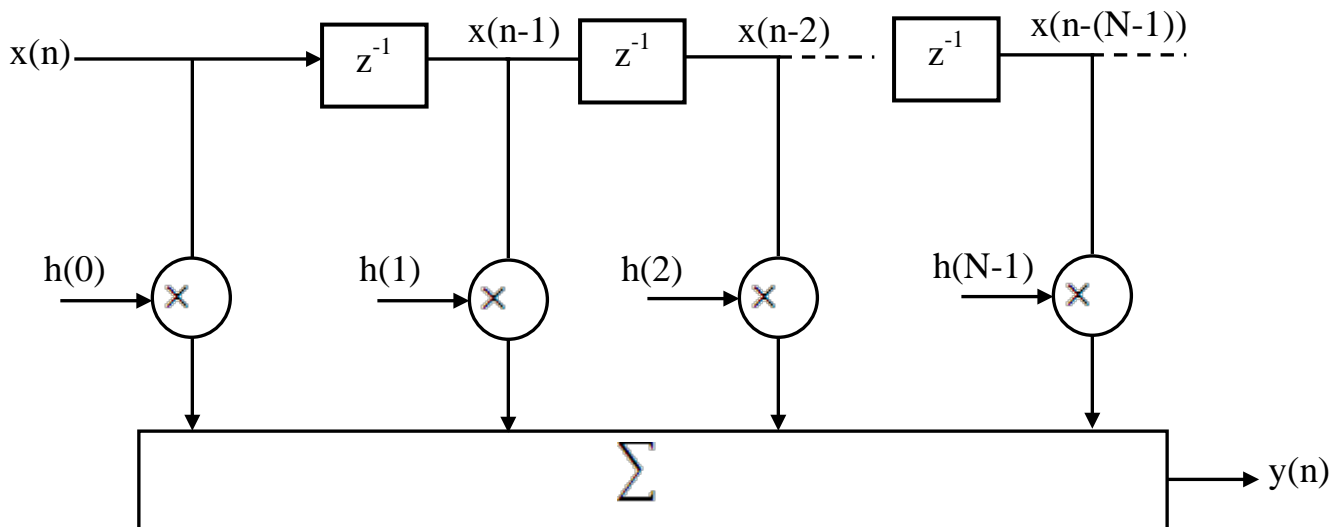 x(n)
z⁻¹
x(n-1)
z⁻¹
x(n-2)
z⁻¹
x(n-(N-1))
h(0)
×
h(1)
×
h(2)
×
h(N-1)
×
∑
y(n)